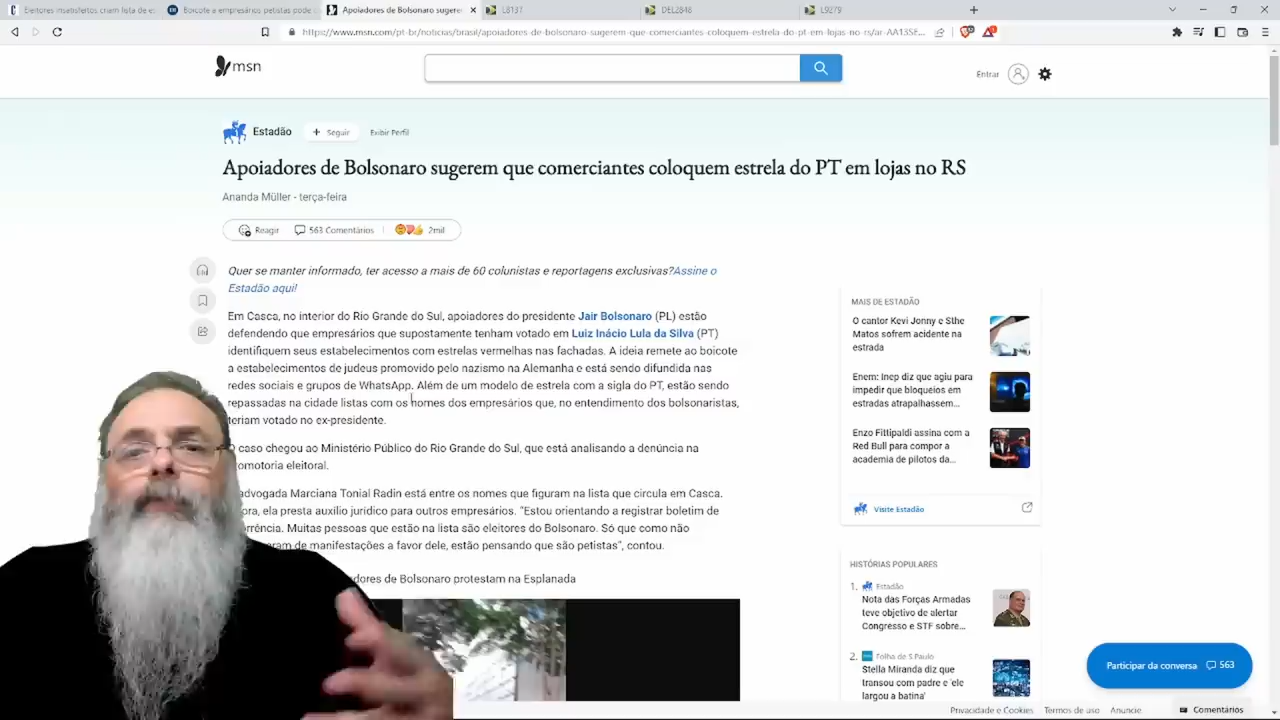 Eleitores insatisfeitos criam lista de es
Boicote a empresários petistas pode c
Apoiadores de Bolsonaro sugerem
L8137
DEL2848
L9279
https://www.msn.com/pt-br/noticias/brasil/apoiadores-de-bolsonaro-sugerem-que-comerciantes-coloquem-estrela-do-pt-em-lojas-no-rs/ar-AA13SE...
msn
Entrar
Estadão
Seguir
Exibir Perfil
Apoiadores de Bolsonaro sugerem que comerciantes coloquem estrela do PT em lojas no RS
Ananda Müller - terça-feira
Reagir
563 Comentários
2mil
Quer se manter informado, ter acesso a mais de 60 colunistas e reportagens exclusivas?Assine o
Estadão aqui!
Em Casca, no interior do Rio Grande do Sul, apoiadores do presidente Jair Bolsonaro (PL) estão
defendendo que empresários que supostamente tenham votado em Luiz Inácio Lula da Silva (PT)
identifiquem seus estabelecimentos com estrelas vermelhas nas fachadas. A ideia remete ao boicote
a estabelecimentos de judeus promovido pelo nazismo na Alemanha e está sendo difundida nas
redes sociais e grupos de WhatsApp. Além de um modelo de estrela com a sigla do PT, estão sendo
repassadas na cidade listas com os nomes dos empresários que, no entendimento dos bolsonaristas,
teriam votado no ex-presidente.
caso chegou ao Ministério Público do Rio Grande do Sul, que está analisando a denúncia na
omotoria eleitoral.
advogada Marciana Tonial Radin está entre os nomes que figuram na lista que circula em Casca.
ora, ela presta auxílio jurídico para outros empresários. “Estou orientando a registrar boletim de
rrência. Muitas pessoas que estão na lista são eleitores do Bolsonaro. Só que como não
aram de manifestações a favor dele, estão pensando que são petistas”, contou.
adores de Bolsonaro protestam na Esplanada
MAIS DE ESTADÃO
O cantor Kevi Jonny e Sthe
Matos sofrem acidente na
estrada
Enem: Inep diz que agiu para
impedir que bloqueios em
estradas atrapalhassem...
Enzo Fittipaldi assina com a
Red Bull para compor a
academia de pilotos da...
Visite Estadão
HISTÓRIAS POPULARES
1. Estadão
Nota das Forças Armadas
teve objetivo de alertar
Congresso e STF sobre...
2. Folha de S.Paulo
Stella Miranda diz que
transou com padre e 'ele
largou a batina'
Participar da conversa 563
Privacidade e Cookies
Termos de uso
Anuncie
Comentários